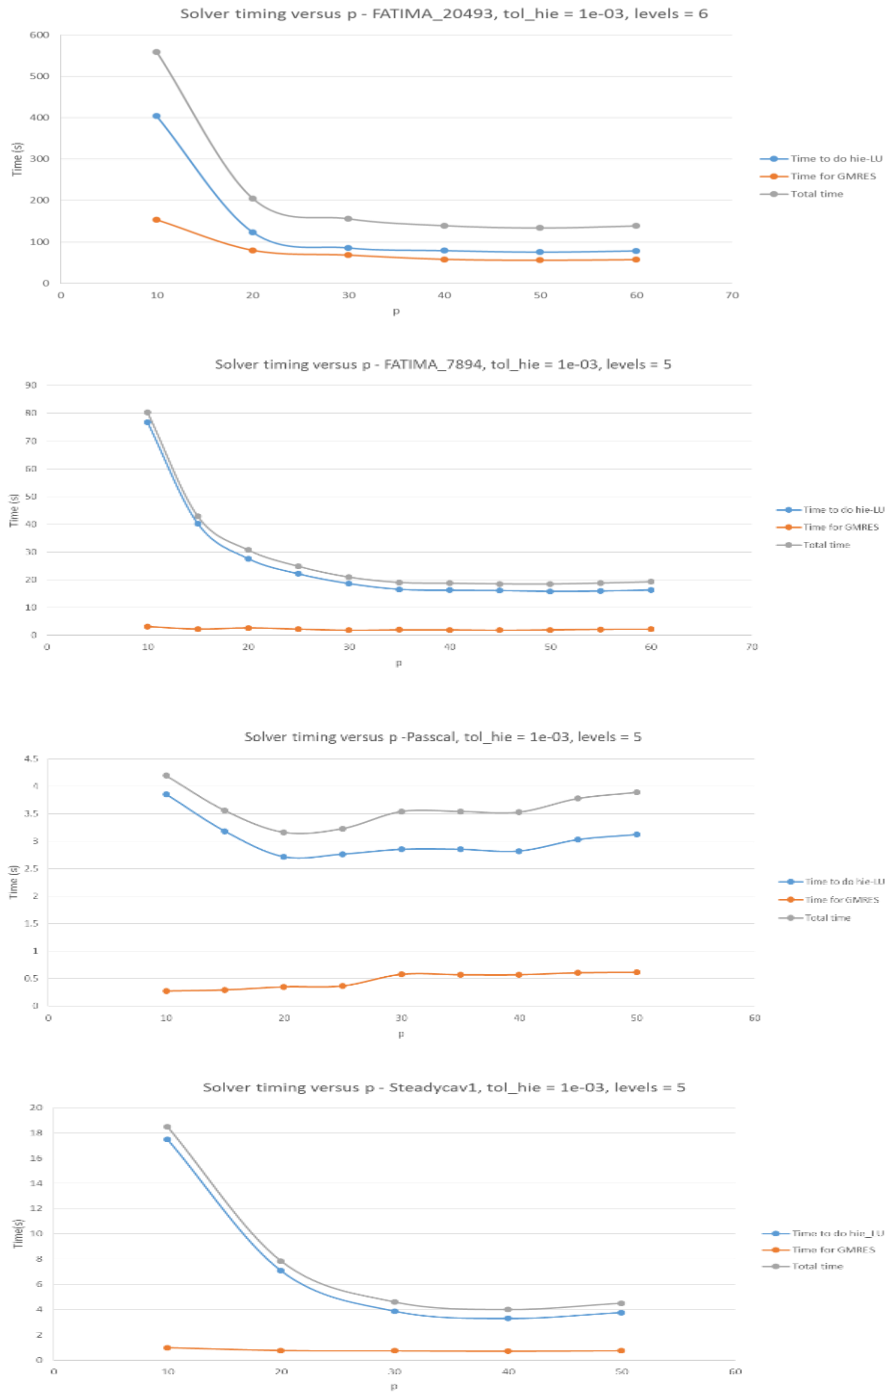 Solver timing versus p - FATIMA_20493, tol_hie = 1e-03, levels = 6
600
500
400
300
200
100
0
Time (s)
0 10 20 30 40 50 60 70
p
Time to do hie-LU
Time for GMRES
Total time
Solver timing versus p - FATIMA_7894, tol_hie = 1e-03, levels = 5
90
80
70
60
50
40
30
20
10
0
Time (s)
0 10 20 30 40 50 60 70
p
Time to do hie-LU
Time for GMRES
Total time
Solver timing versus p -Passcal, tol_hie = 1e-03, levels = 5
4.5
4
3.5
3
2.5
2
1.5
1
0.5
0
Time (s)
0 10 20 30 40 50 60
p
Time to do hie-LU
Time for GMRES
Total time
Solver timing versus p - Steadycav1, tol_hie = 1e-03, levels = 5
20
18
16
14
12
10
8
6
4
2
0
Time(s)
0 10 20 30 40 50 60
p
Time to do hie_LU
Time for GMRES
Total time